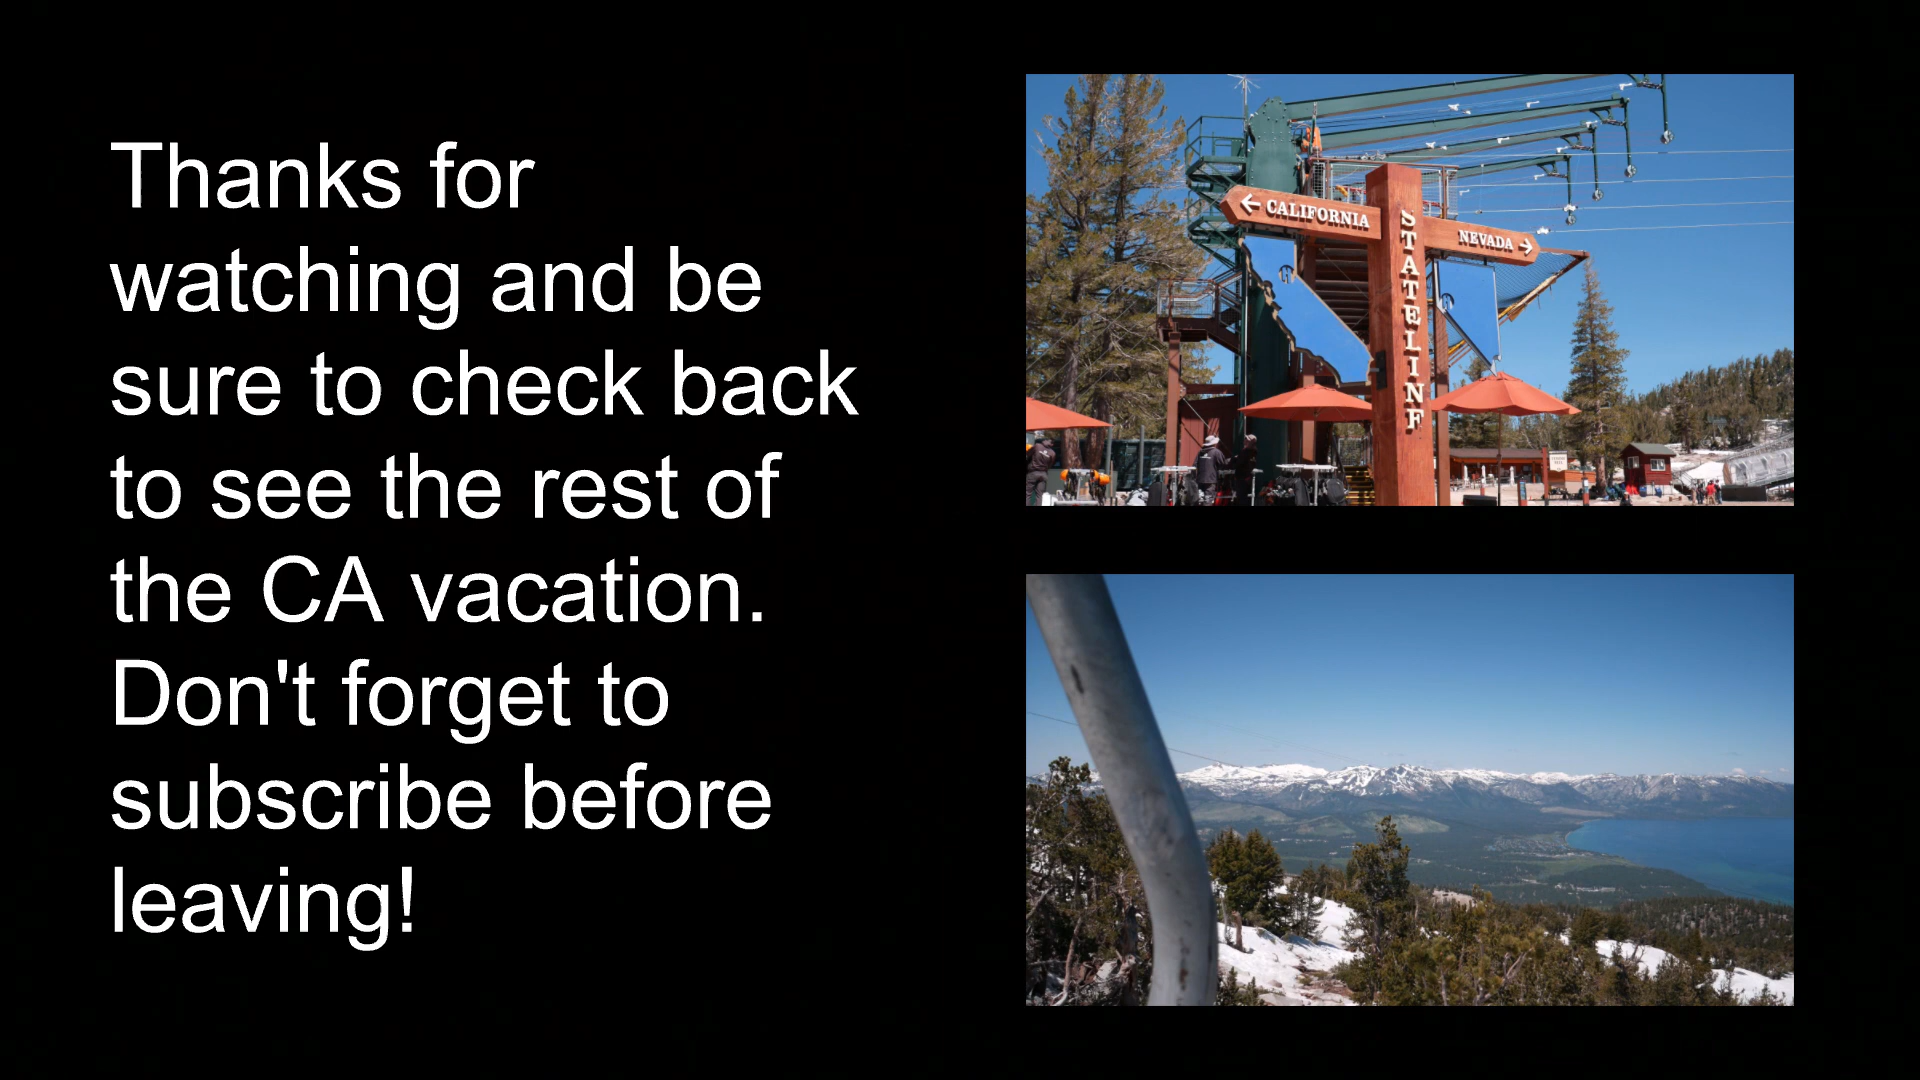 Thanks for
watching and be
sure to check back
to see the rest of
the CA vacation.
Don't forget to
subscribe before
leaving!
CALIFORNIA
NEVADA
STATELINE